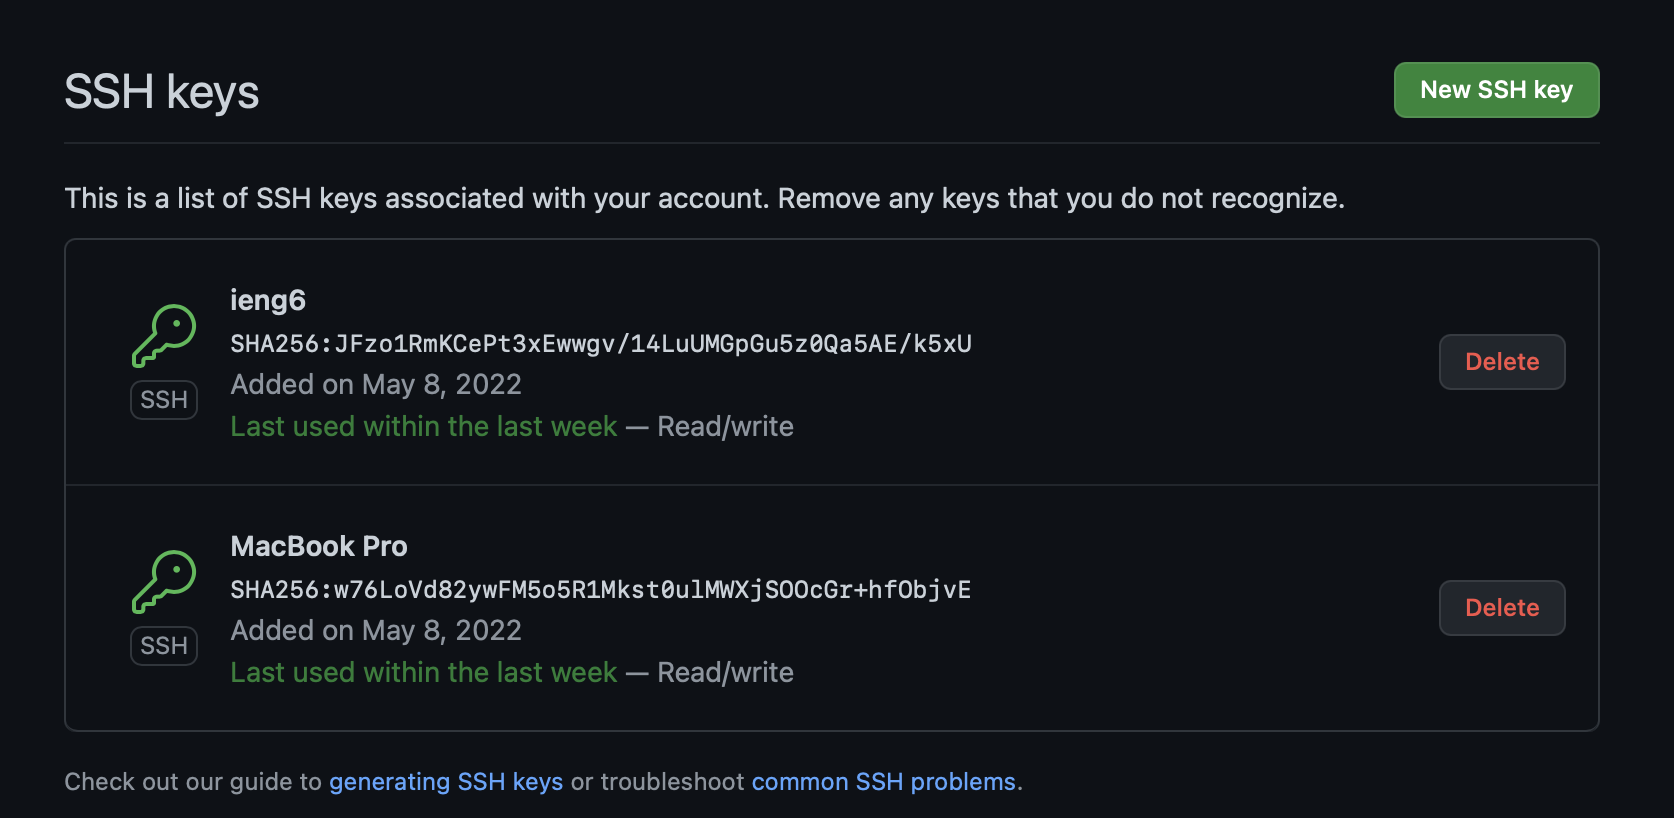 SSH keys
New SSH key
This is a list of SSH keys associated with your account. Remove any keys that you do not recognize.
ieng6
SHA256:JFzo1RmKCePt3xEwwgv/14LuUMGpGu5z0Qa5AE/k5xU
Added on May 8, 2022
Last used within the last week — Read/write
SSH
Delete
MacBook Pro
SHA256:w76LoVd82ywFM5o5R1Mkst0ulMWXjSOOcGr+hfObjvE
Added on May 8, 2022
Last used within the last week — Read/write
SSH
Delete
Check out our guide to generating SSH keys or troubleshoot common SSH problems.